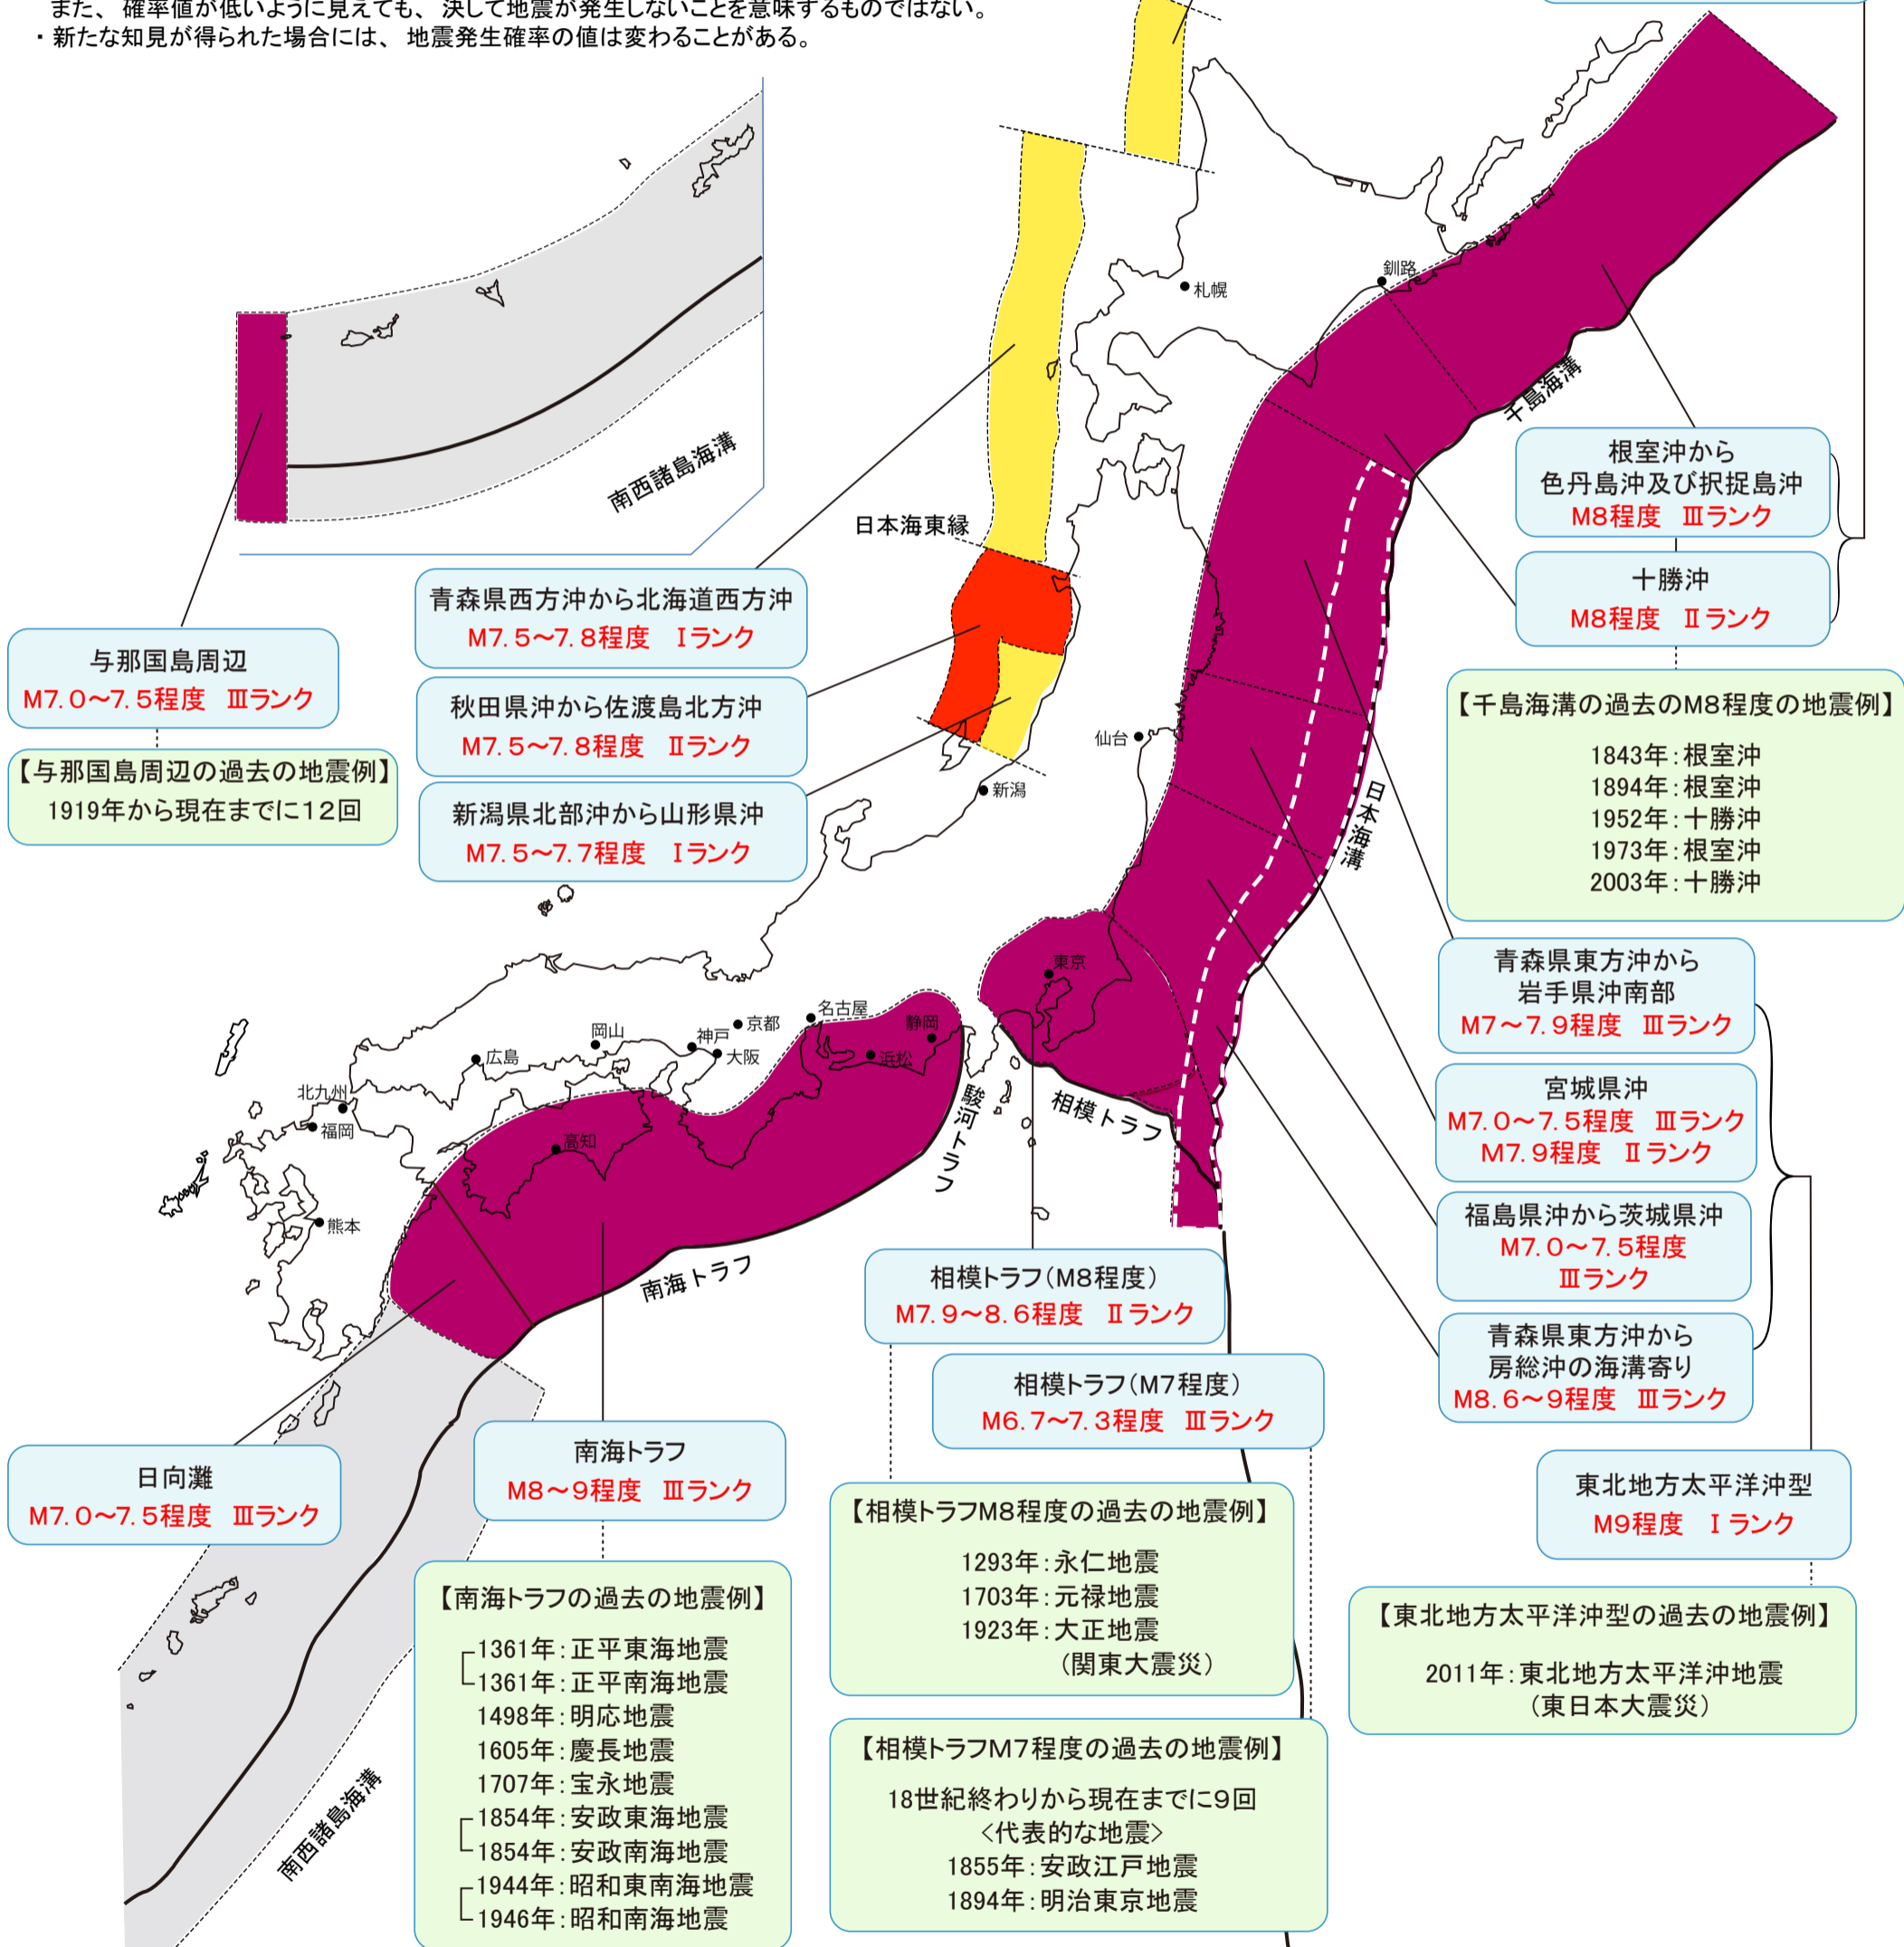 また、確率値が低いように見えても、決して地震が発生しないことを意味するものではない。
・新たな知見が得られた場合には、地震発生確率の値は変わることがある。
札幌
釧路
千島海溝
南西諸島海溝
日本海東縁
根室沖から
色丹島沖及び択捉島沖
M8程度 Ⅲランク
十勝沖
M8程度 Ⅱランク
【千島海溝の過去のM8程度の地震例】
1843年：根室沖
1894年：根室沖
1952年：十勝沖
1973年：根室沖
2003年：十勝沖
青森県西方沖から北海道西方沖
M7.5～7.8程度 Ⅰランク
秋田県沖から佐渡島北方沖
M7.5～7.8程度 Ⅱランク
新潟県北部沖から山形県沖
M7.5～7.7程度 Ⅰランク
与那国島周辺
M7.0～7.5程度 Ⅲランク
【与那国島周辺の過去の地震例】
1919年から現在までに12回
仙台
新潟
日本海溝
青森県東方沖から
岩手県沖南部
M7～7.9程度 Ⅲランク
宮城県沖
M7.0～7.5程度 Ⅲランク
M7.9程度 Ⅱランク
福島県沖から茨城県沖
M7.0～7.5程度
Ⅲランク
青森県東方沖から
房総沖の海溝寄り
M8.6～9程度 Ⅲランク
東京
名古屋
静岡
浜松
京都
神戸
大阪
岡山
広島
北九州
福岡
高知
熊本
駿河トラフ
相模トラフ
南海トラフ
相模トラフ（M8程度）
M7.9～8.6程度 Ⅱランク
相模トラフ（M7程度）
M6.7～7.3程度 Ⅲランク
日向灘
M7.0～7.5程度 Ⅲランク
南海トラフ
M8～9程度 Ⅲランク
東北地方太平洋沖型
M9程度 Ⅰランク
【相模トラフM8程度の過去の地震例】
1293年：永仁地震
1703年：元禄地震
1923年：大正地震
（関東大震災）
【東北地方太平洋沖型の過去の地震例】
2011年：東北地方太平洋沖地震
（東日本大震災）
【南海トラフの過去の地震例】
1361年：正平東海地震
1361年：正平南海地震
1498年：明応地震
1605年：慶長地震
1707年：宝永地震
1854年：安政東海地震
1854年：安政南海地震
1944年：昭和東南海地震
1946年：昭和南海地震
【相模トラフM7程度の過去の地震例】
18世紀終わりから現在までに9回
<代表的な地震>
1855年：安政江戸地震
1894年：明治東京地震
南西諸島海溝